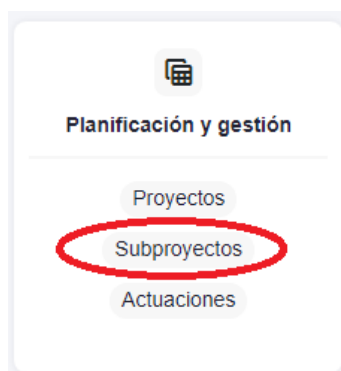 Planificación y gestión
Proyectos
Subproyectos
Actuaciones